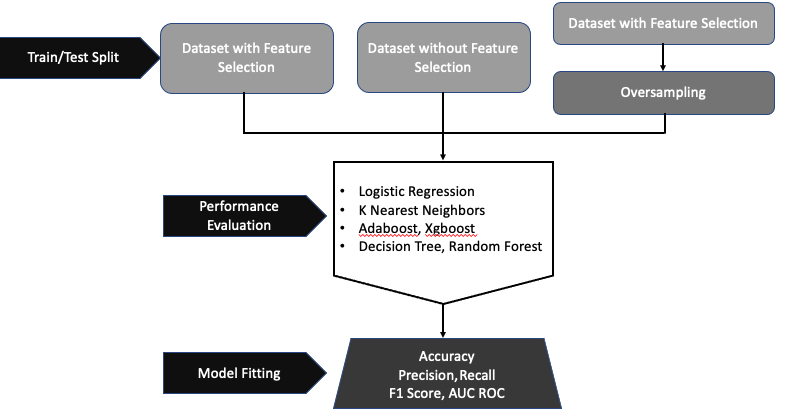 Train/Test Split
Dataset with Feature
Selection
Dataset without Feature
Selection
Dataset with Feature Selection
Oversampling
Performance
Evaluation
• Logistic Regression
• K Nearest Neighbors
• Adaboost, Xgboost
• Decision Tree, Random Forest
Model Fitting
Accuracy
Precision, Recall
F1 Score, AUC ROC